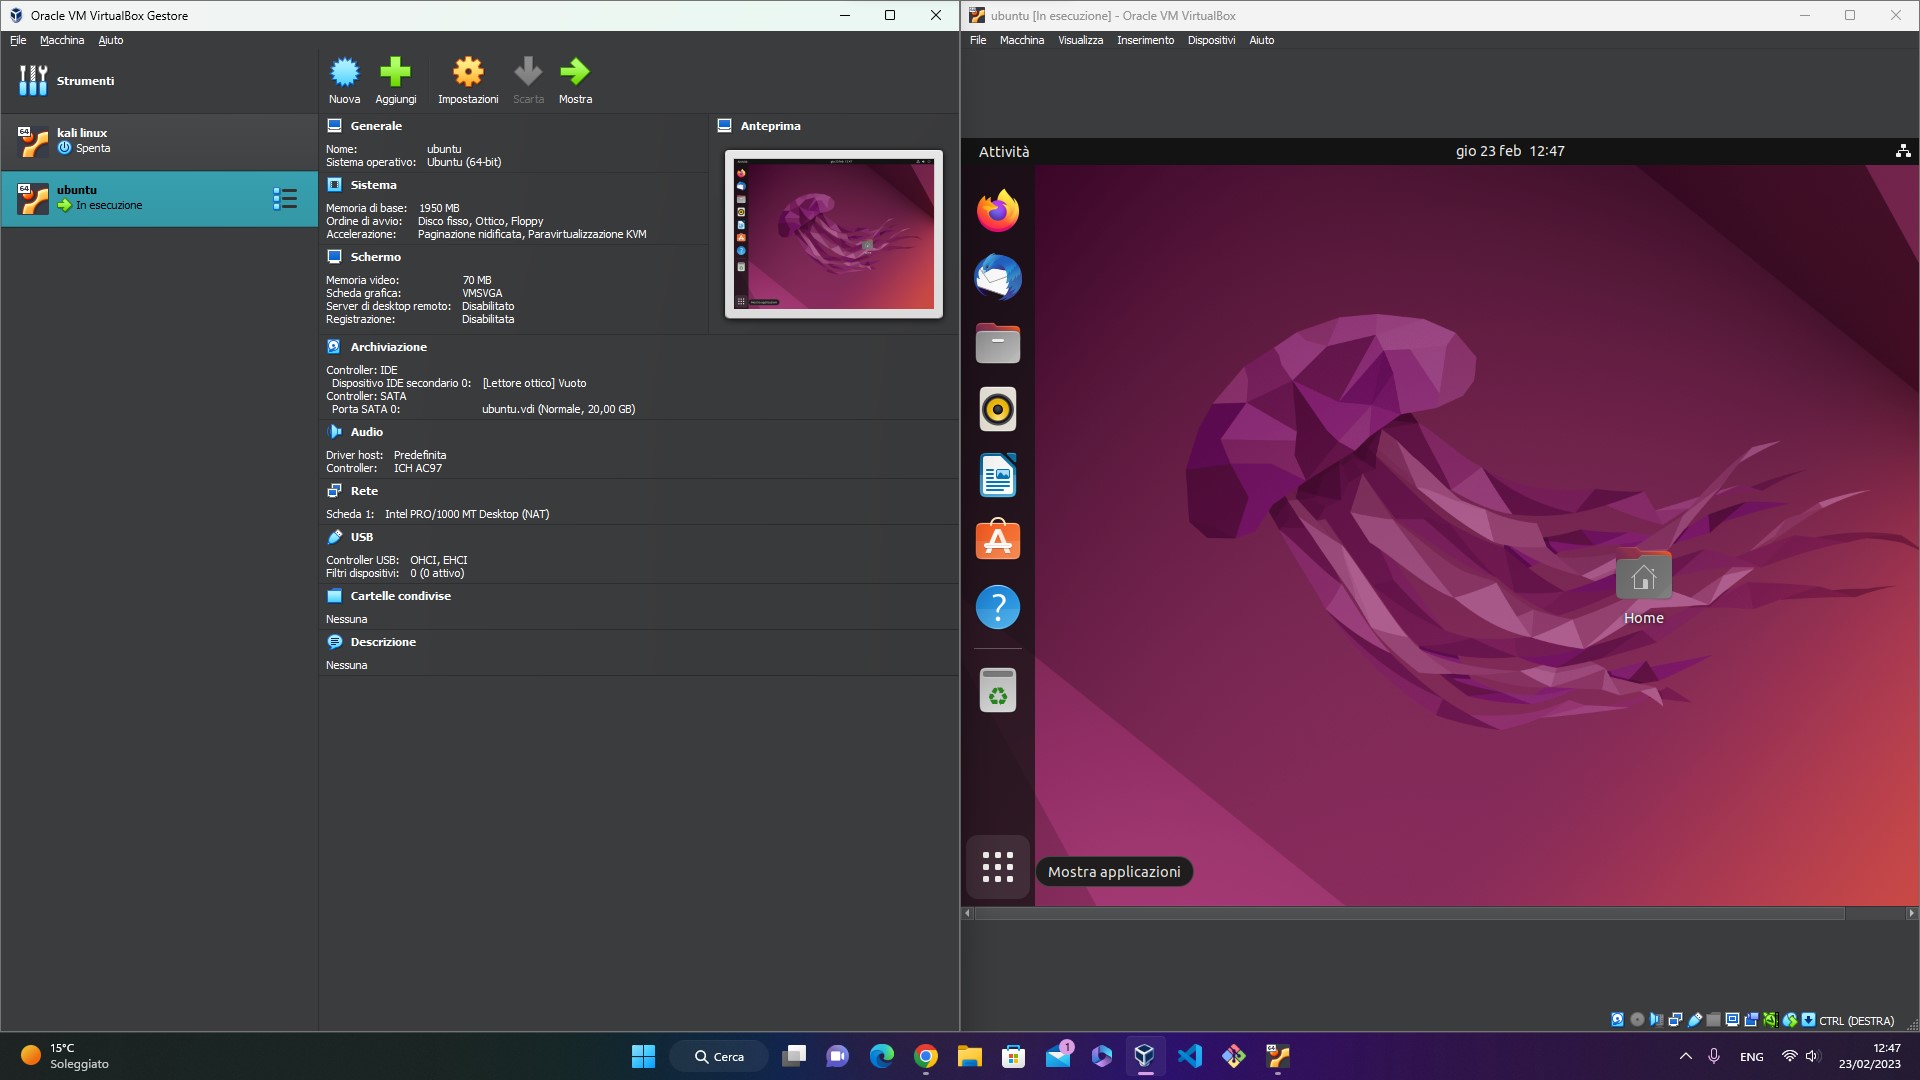 Oracle VM VirtualBox Gestore
File Macchina Aiuto
Strumenti
Nuova Aggiungi Impostazioni Scarta Mostra
64 kali linux
Spenta
64 ubuntu
In esecuzione
Generale
Nome: ubuntu
Sistema operativo: Ubuntu (64-bit)
Sistema
Memoria di base: 1950 MB
Ordine di avvio: Disco fisso, Ottico, Floppy
Accelerazione: Paginazione nidificata, Paravirtualizzazione KVM
Schermo
Memoria video: 70 MB
Scheda grafica: VMSVGA
Server di desktop remoto: Disabilitato
Registrazione: Disabilitata
Anteprima
Archiviazione
Controller: IDE
Dispositivo IDE secondario 0: [Lettore ottico] Vuoto
Controller: SATA
Porta SATA 0: ubuntu.vdi (Normale, 20,00 GB)
Audio
Driver host: Predefinita
Controller: ICH AC97
Rete
Scheda 1: Intel PRO/1000 MT Desktop (NAT)
USB
Controller USB: OHCI, EHCI
Filtri dispositivi: 0 (0 attivo)
Cartelle condivise
Nessuna
Descrizione
Nessuna
ubuntu [In esecuzione] - Oracle VM VirtualBox
File Macchina Visualizza Inserimento Dispositivi Aiuto
Attività gio 23 feb 12:47
Home
Mostra applicazioni
CTRL (DESTRA)
15°C
Soleggiato
Cerca
1
ENG
12:47
23/02/2023